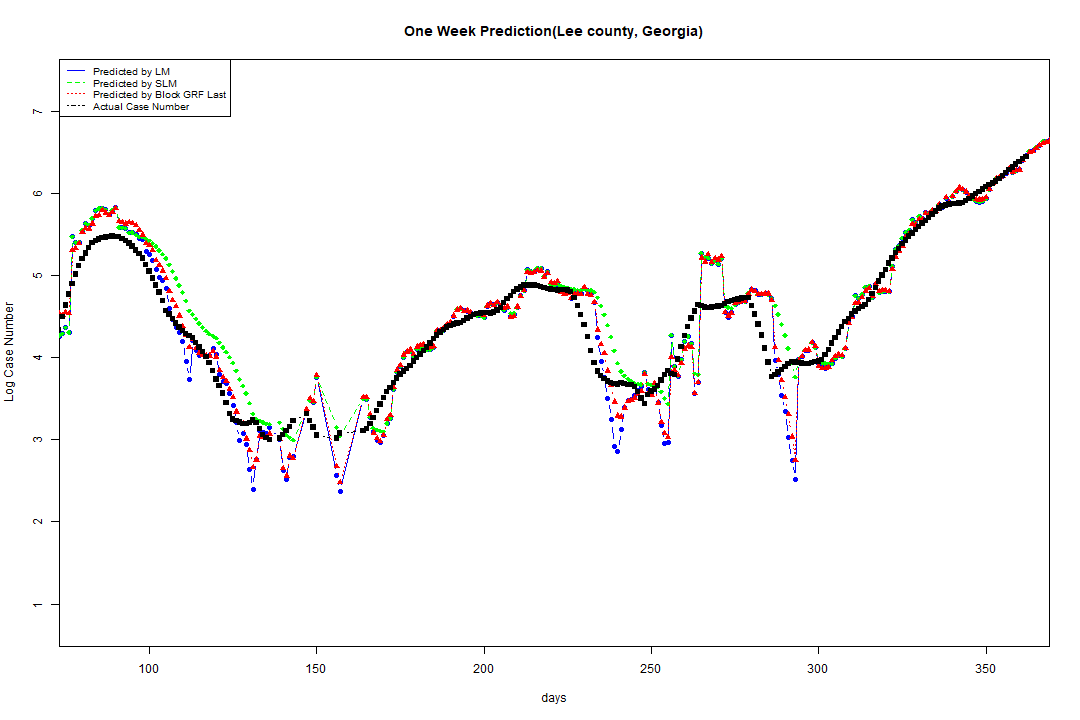 One Week Prediction(Lee county, Georgia)
Predicted by LM
Predicted by SLM
Predicted by Block GRF Last
Actual Case Number
7
6
5
4
3
2
1
Log Case Number
100 150 200 250 300 350
days